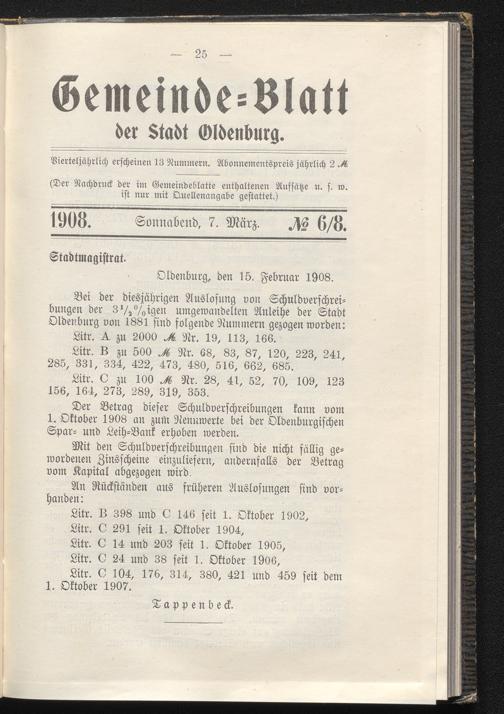 — 25 —
Gemeinde=Blatt
der Stadt Oldenburg.
Vierteljährlich erscheinen 13 Nummern. Abonnementspreis jährlich 2 ℳ
(Der Nachdruck der im Gemeindeblatte enthaltenen Aufsätze u. s. w.
ist nur mit Quellenangabe gestattet.)
1908. Sonnabend, 7. März. № 6/8.
Stadtmagistrat.
Oldenburg, den 15. Februar 1908.
Bei der diesjährigen Auslosung von Schuldverschrei-
bungen der 3 1/2 %igen umgewandelten Anleihe der Stadt
Oldenburg von 1881 sind folgende Nummern gezogen worden:
Litr. A zu 2000 ℳ Nr. 19, 113, 166.
Litr. B zu 500 ℳ Nr. 68, 83, 87, 120, 223, 241,
285, 331, 334, 422, 473, 480, 516, 662, 685.
Litr. C zu 100 ℳ Nr. 28, 41, 52, 70, 109, 123
156, 164, 273, 289, 319, 353.
Der Betrag dieser Schuldverschreibungen kann vom
1. Oktober 1908 an zum Nennwerte bei der Oldenburgischen
Spar- und Leih-Bank erhoben werden.
Mit den Schuldverschreibungen sind die nicht fällig ge-
wordenen Zinsscheine einzuliefern, andernfalls der Betrag
vom Kapital abgezogen wird.
An Rückständen aus früheren Auslosungen sind vor-
handen:
Litr. B 398 und C 146 seit 1. Oktober 1902,
Litr. C 291 seit 1. Oktober 1904,
Litr. C 14 und 203 seit 1. Oktober 1905,
Litr. C 24 und 38 seit 1. Oktober 1906,
Litr. C 104, 176, 314, 380, 421 und 459 seit dem
1. Oktober 1907.
Tappenbeck.